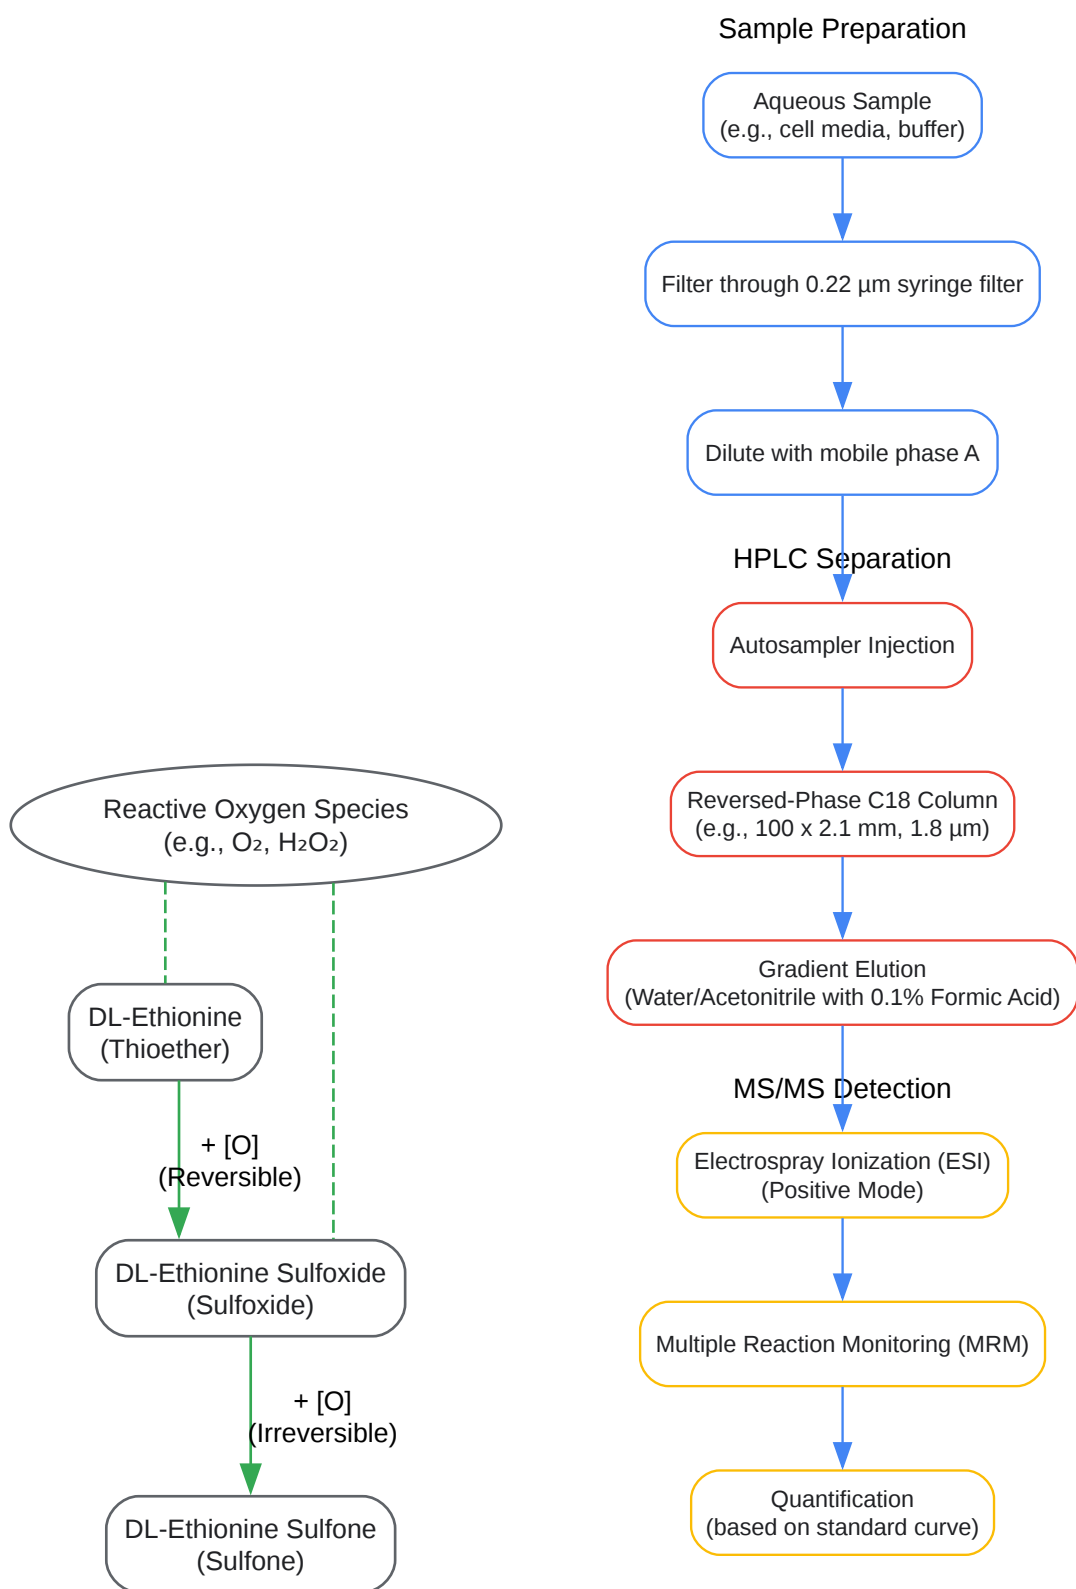 Sample Preparation
Aqueous Sample
(e.g., cell media, buffer)
Filter through 0.22 µm syringe filter
Dilute with mobile phase A
HPLC Separation
Autosampler Injection
Reversed-Phase C18 Column
(e.g., 100 x 2.1 mm, 1.8 µm)
Gradient Elution
(Water/Acetonitrile with 0.1% Formic Acid)
MS/MS Detection
Electrospray Ionization (ESI)
(Positive Mode)
Multiple Reaction Monitoring (MRM)
Quantification
(based on standard curve)
Reactive Oxygen Species
(e.g., O₂, H₂O₂)
DL-Ethionine
(Thioether)
+ [O]
(Reversible)
DL-Ethionine Sulfoxide
(Sulfoxide)
+ [O]
(Irreversible)
DL-Ethionine Sulfone
(Sulfone)